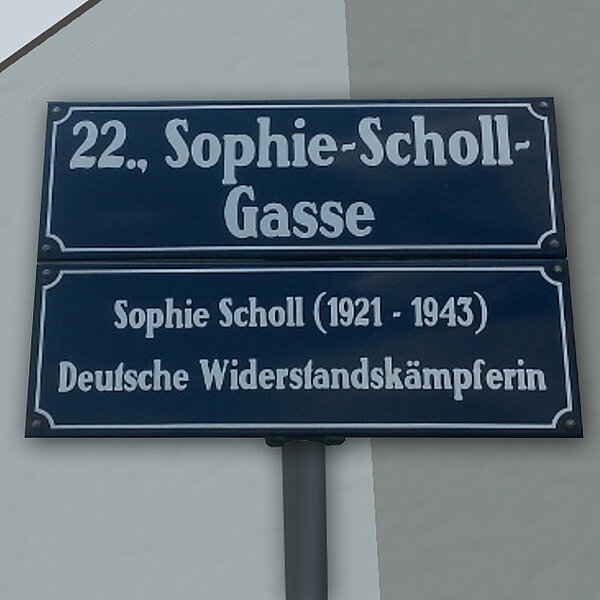 22., Sophie-Scholl-
Gasse
Sophie Scholl (1921 - 1943)
Deutsche Widerstandskämpferin